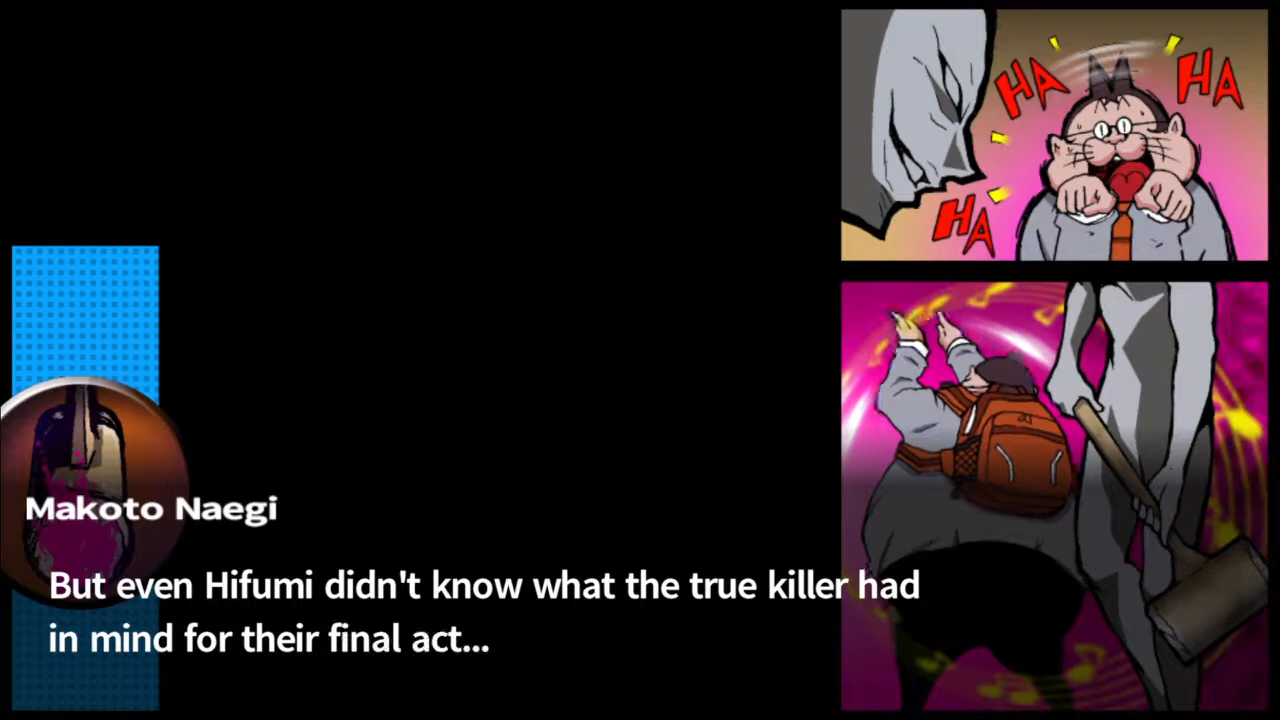 HA
HA
HA
Makoto Naegi
But even Hifumi didn't know what the true killer had
in mind for their final act...